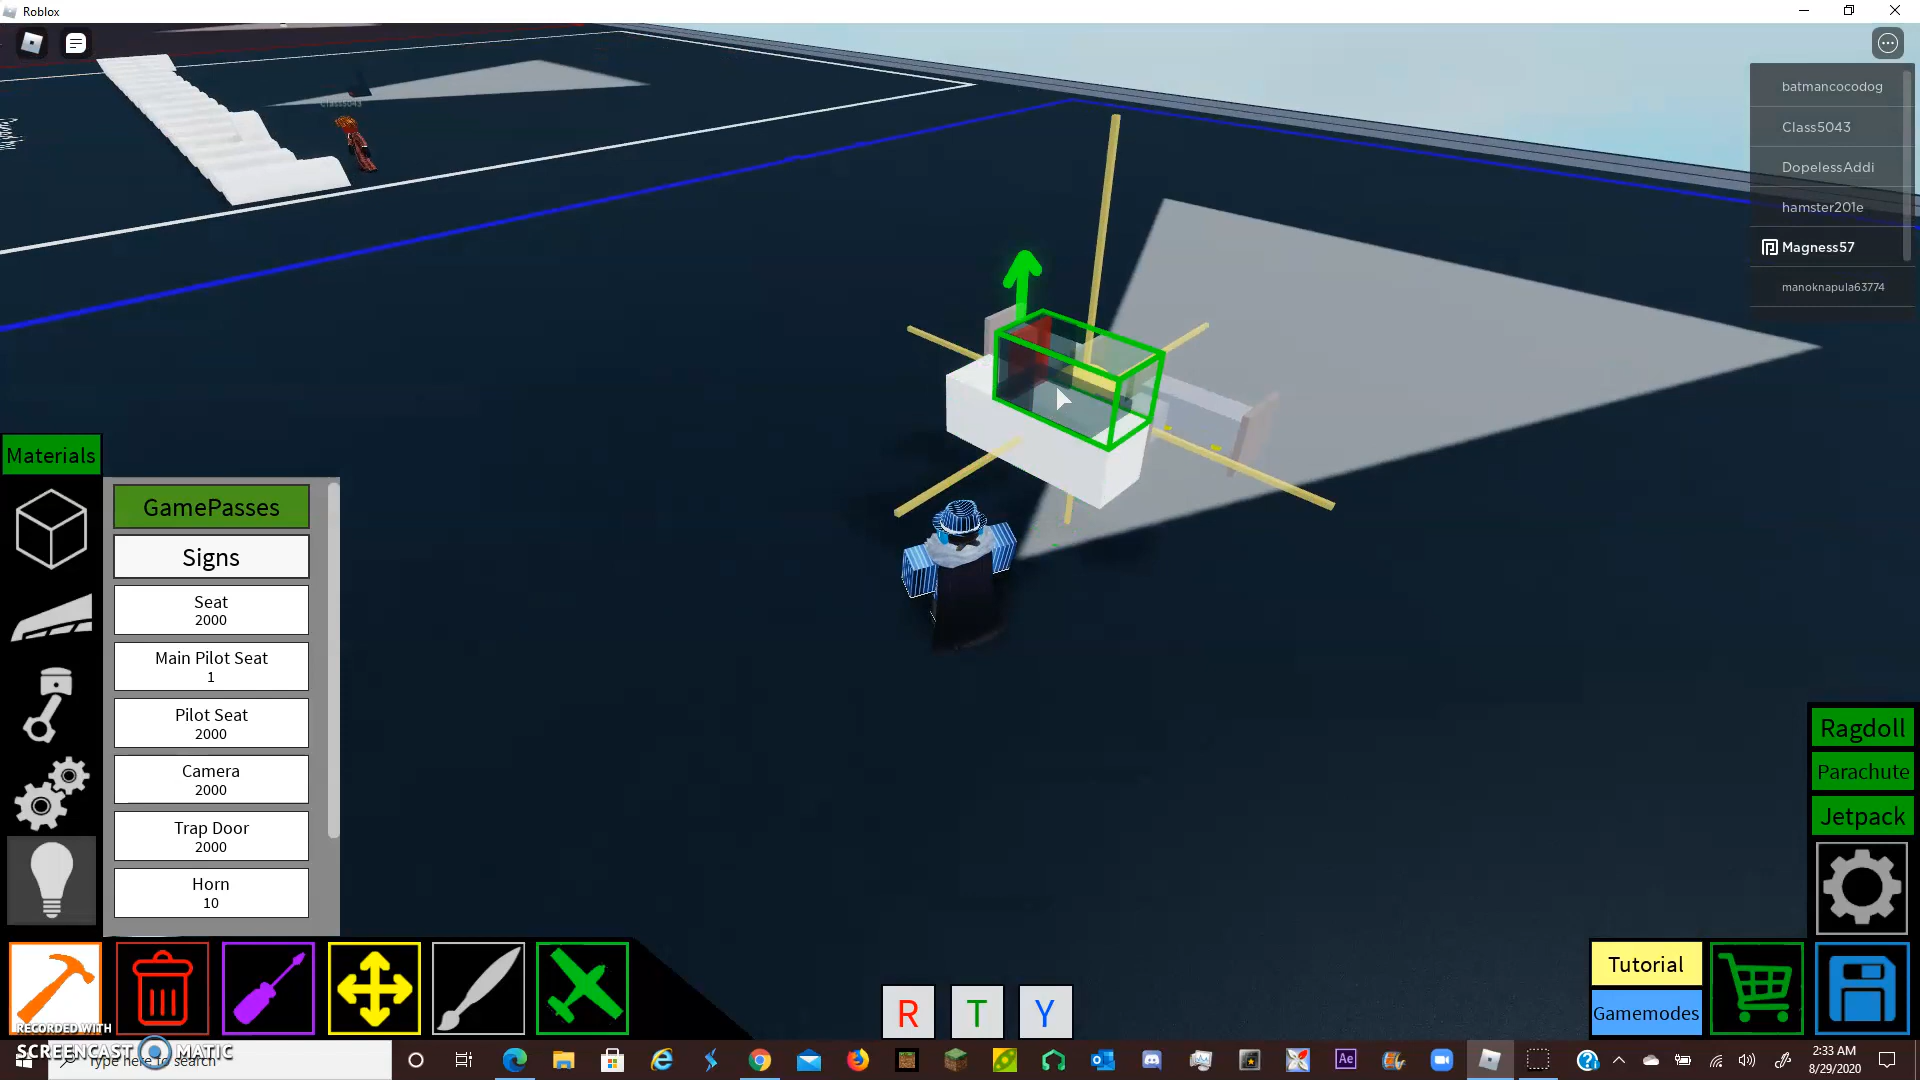 Roblox
Class5043
batmancocodog
Class5043
DopelessAddi
hamster201e
Magness57
manoknapula63774
Materials
GamePasses
Signs
Seat
2000
Main Pilot Seat
1
Pilot Seat
2000
Camera
2000
Trap Door
2000
Horn
10
Ragdoll
Parachute
Jetpack
Tutorial
Gamemodes
R T Y
RECORDED WITH
SCREENCAST MATIC
Type here to search
Ae
2:33 AM
8/29/2020